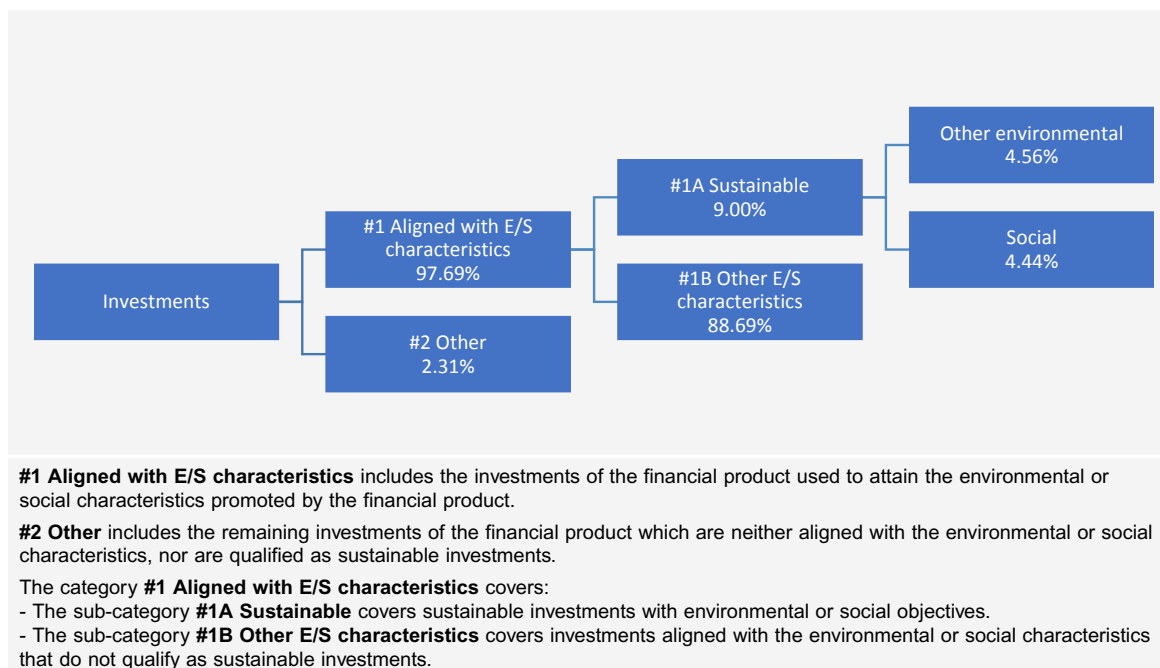 Investments
#1 Aligned with E/S
characteristics
97.69%
#2 Other
2.31%
#1A Sustainable
9.00%
#1B Other E/S
characteristics
88.69%
Other environmental
4.56%
Social
4.44%
#1 Aligned with E/S characteristics includes the investments of the financial product used to attain the environmental or
social characteristics promoted by the financial product.
#2 Other includes the remaining investments of the financial product which are neither aligned with the environmental or social
characteristics, nor are qualified as sustainable investments.
The category #1 Aligned with E/S characteristics covers:
- The sub-category #1A Sustainable covers sustainable investments with environmental or social objectives.
- The sub-category #1B Other E/S characteristics covers investments aligned with the environmental or social characteristics
that do not qualify as sustainable investments.